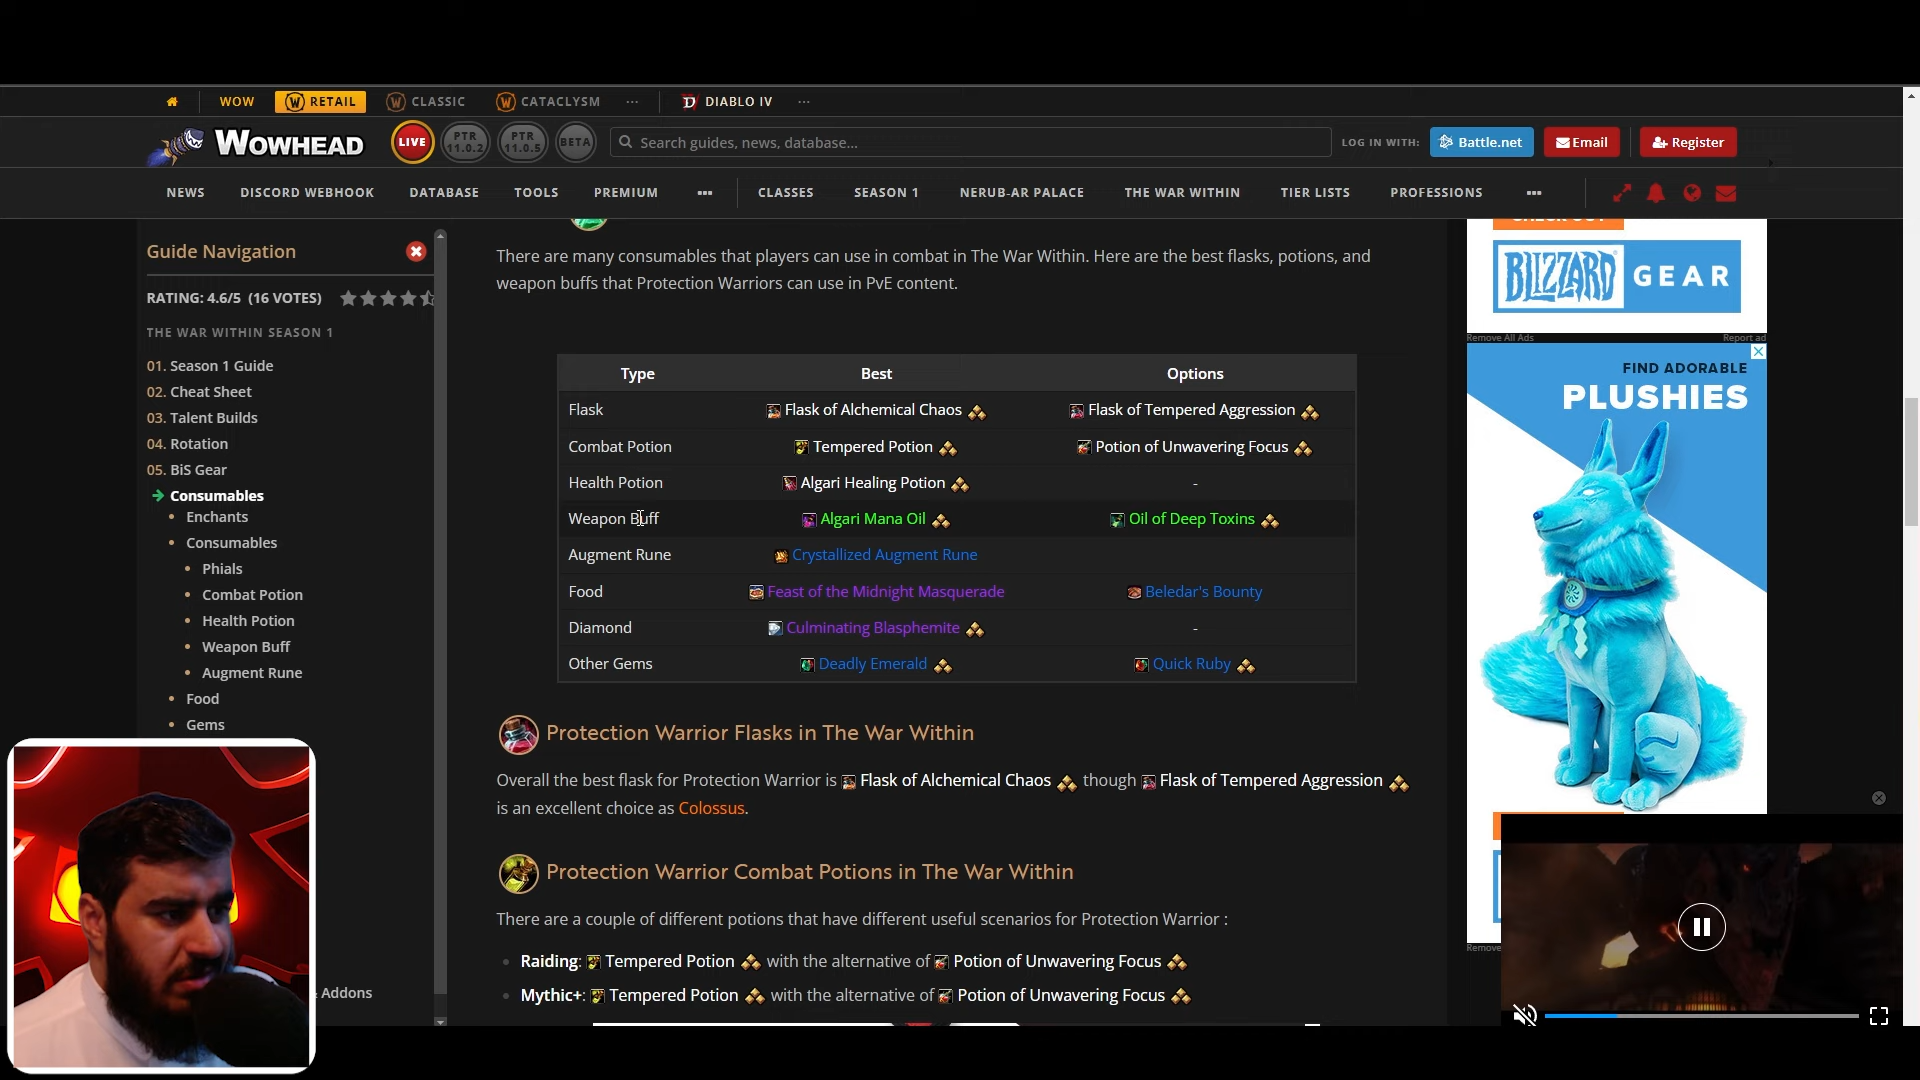 WOW
RETAIL
CLASSIC
CATACLYSM
...
DIABLO IV
...
WOWHEAD
LIVE
PTR 11.0.2
PTR 11.0.5
BETA
Search guides, news, database...
LOG IN WITH:
Battle.net
Email
Register
NEWS
DISCORD WEBHOOK
DATABASE
TOOLS
PREMIUM
CLASSES
SEASON 1
NERUB-AR PALACE
THE WAR WITHIN
TIER LISTS
PROFESSIONS
Guide Navigation
RATING: 4.6/5 (16 VOTES)
THE WAR WITHIN SEASON 1
01. Season 1 Guide
02. Cheat Sheet
03. Talent Builds
04. Rotation
05. BiS Gear
Consumables
Enchants
Consumables
Phials
Combat Potion
Health Potion
Weapon Buff
Augment Rune
Food
Gems
Addons
There are many consumables that players can use in combat in The War Within. Here are the best flasks, potions, and
weapon buffs that Protection Warriors can use in PvE content.
Type Best Options
Flask Flask of Alchemical Chaos Flask of Tempered Aggression
Combat Potion Tempered Potion Potion of Unwavering Focus
Health Potion Algari Healing Potion -
Weapon Buff Algari Mana Oil Oil of Deep Toxins
Augment Rune Crystallized Augment Rune
Food Feast of the Midnight Masquerade Beledar's Bounty
Diamond Culminating Blasphemite -
Other Gems Deadly Emerald Quick Ruby
Protection Warrior Flasks in The War Within
Overall the best flask for Protection Warrior is Flask of Alchemical Chaos though Flask of Tempered Aggression
is an excellent choice as Colossus.
Protection Warrior Combat Potions in The War Within
There are a couple of different potions that have different useful scenarios for Protection Warrior :
Raiding: Tempered Potion with the alternative of Potion of Unwavering Focus
Mythic+: Tempered Potion with the alternative of Potion of Unwavering Focus
BLIZZARD GEAR
Remove All Ads
Report ad
FIND ADORABLE
PLUSHIES
Remove